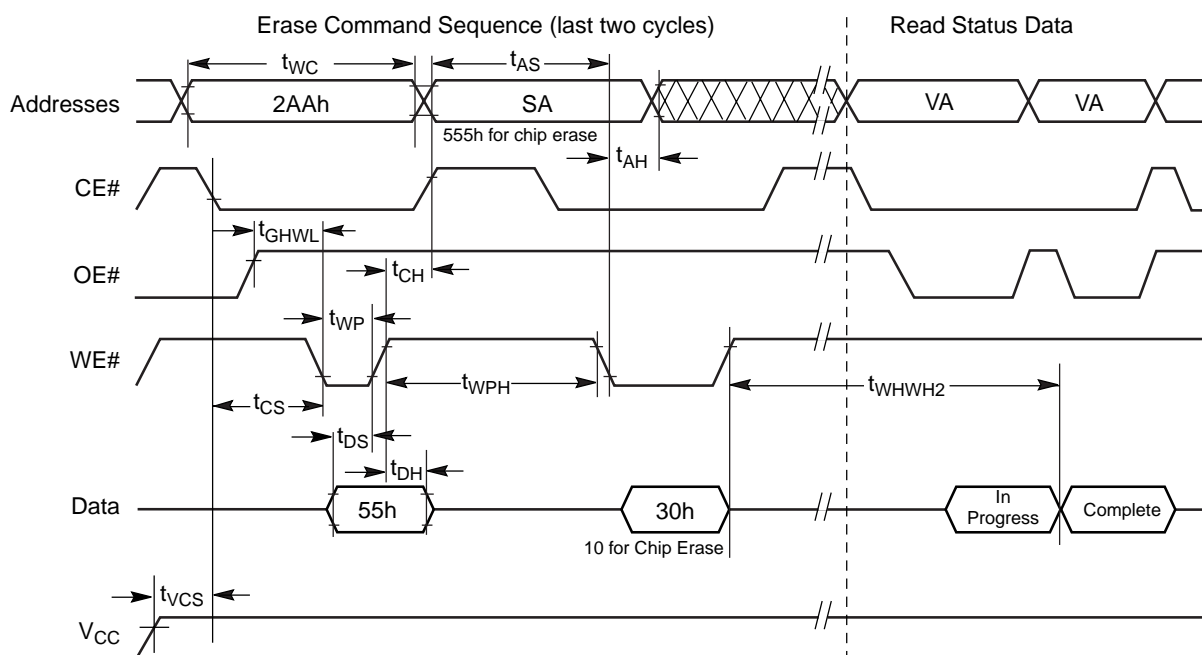 Erase Command Sequence (last two cycles) Read Status Data
tWC tAS
Addresses 2AAh SA VA VA
555h for chip erase
tAH
CE#
tGHWL
OE#
tCH
tWP
WE#
tWPH tWHWH2
tCS
tDS
tDH
Data 55h 30h In Progress Complete
10 for Chip Erase
tVCS
VCC